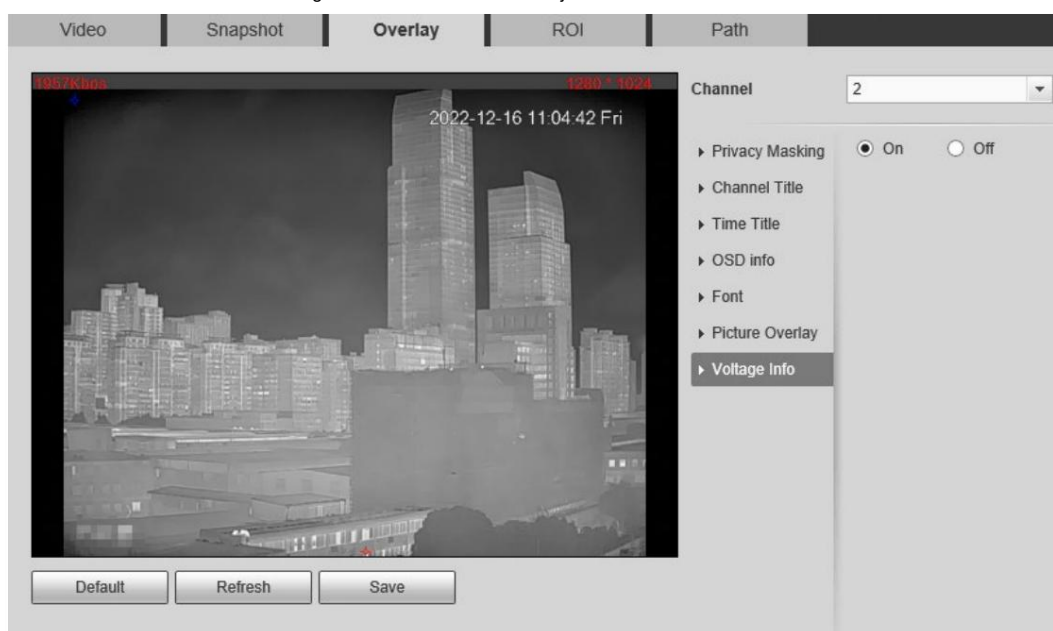 Video Snapshot Overlay ROI Path
1957Kbps 1280 * 1024
2022-12-16 11:04:42 Fri
Channel 2
Privacy Masking On Off
Channel Title
Time Title
OSD info
Font
Picture Overlay
Voltage Info
Default Refresh Save